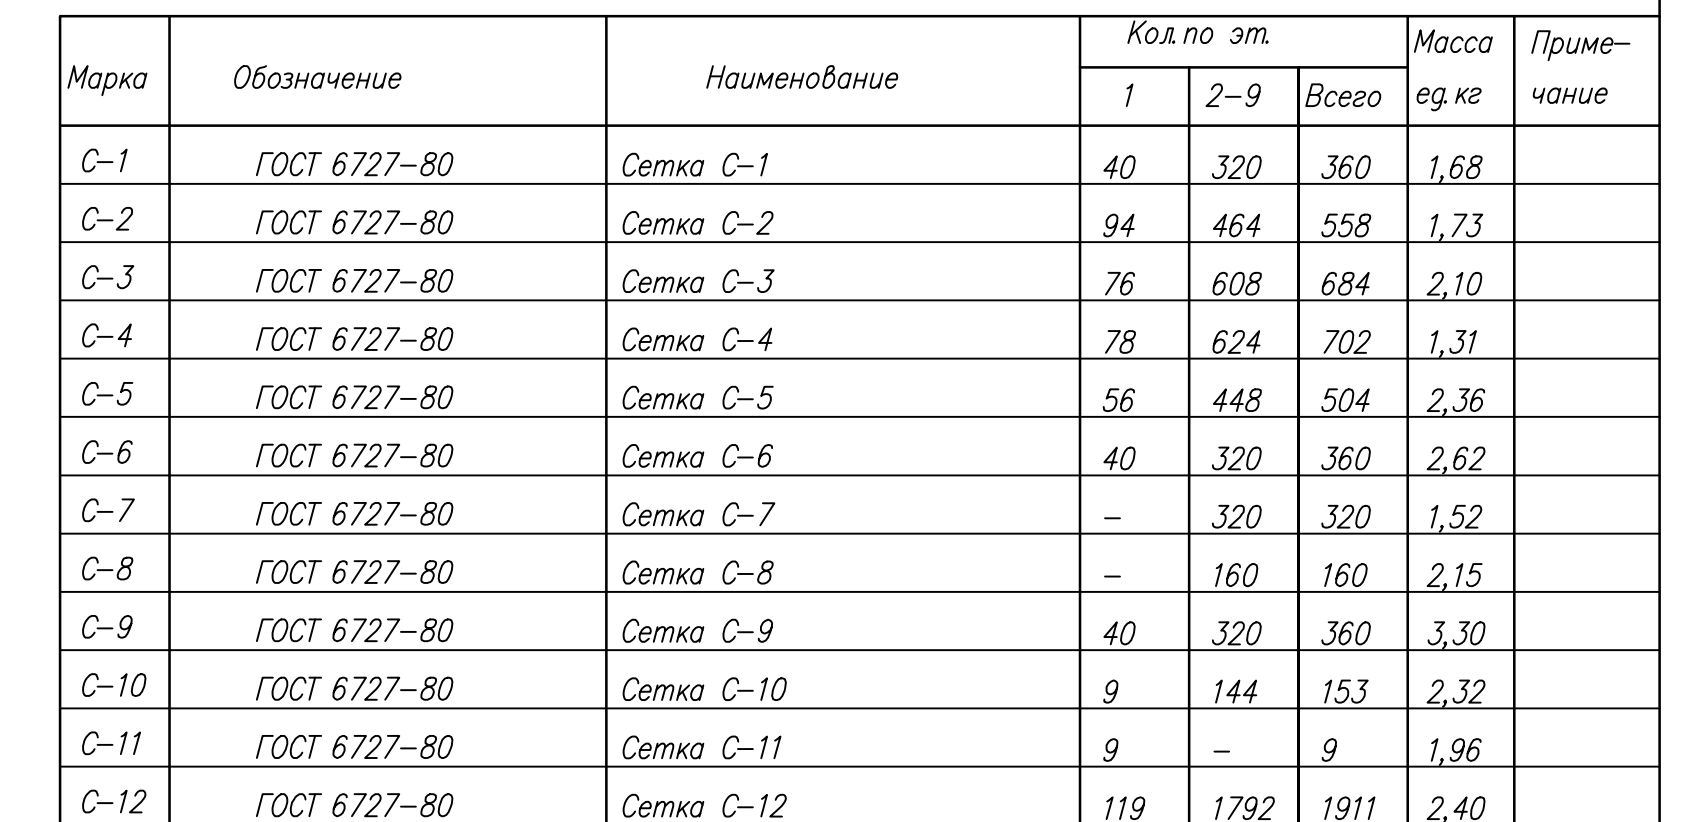 Марка Обозначение Наименование Кол.по эт. Масса ед.кг Приме–чание
1 2–9 Всего
С–1 ГОСТ 6727–80 Сетка С–1 40 320 360 1,68
С–2 ГОСТ 6727–80 Сетка С–2 94 464 558 1,73
С–3 ГОСТ 6727–80 Сетка С–3 76 608 684 2,10
С–4 ГОСТ 6727–80 Сетка С–4 78 624 702 1,31
С–5 ГОСТ 6727–80 Сетка С–5 56 448 504 2,36
С–6 ГОСТ 6727–80 Сетка С–6 40 320 360 2,62
С–7 ГОСТ 6727–80 Сетка С–7 – 320 320 1,52
С–8 ГОСТ 6727–80 Сетка С–8 – 160 160 2,15
С–9 ГОСТ 6727–80 Сетка С–9 40 320 360 3,30
С–10 ГОСТ 6727–80 Сетка С–10 9 144 153 2,32
С–11 ГОСТ 6727–80 Сетка С–11 9 – 9 1,96
С–12 ГОСТ 6727–80 Сетка С–12 119 1792 1911 2,40